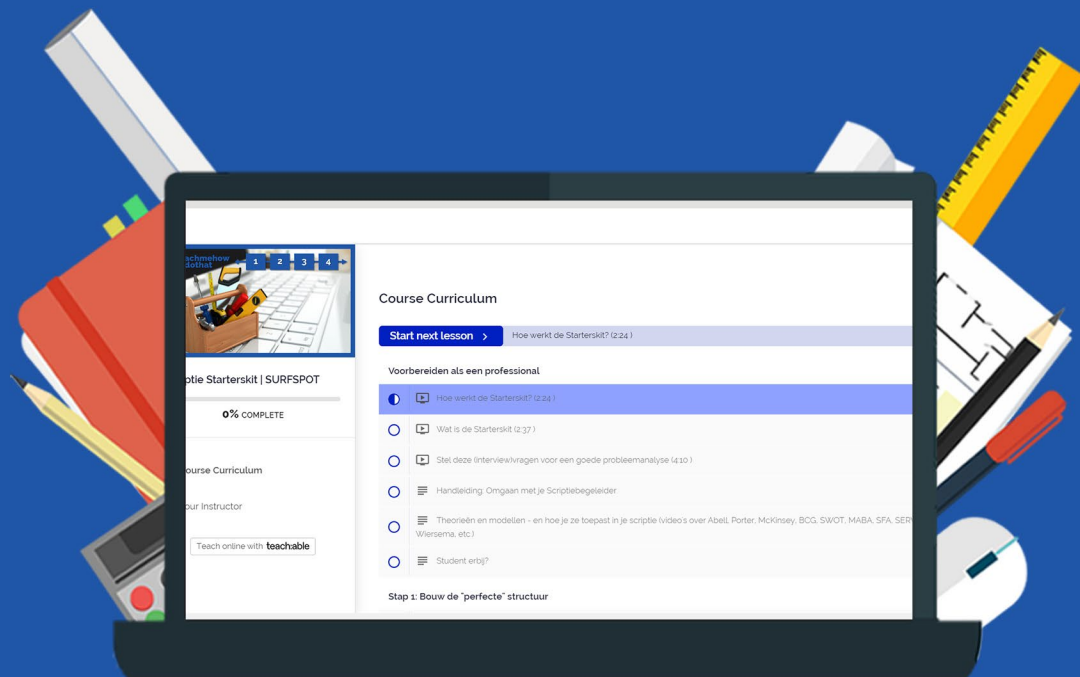 achmehow
dothat
1 2 3 4
ptie Starterskit | SURFSPOT
0% COMPLETE
ourse Curriculum
our Instructor
Teach online with teach:able
Course Curriculum
Start next lesson > Hoe werkt de Starterskit? (2:24 )
Voorbereiden als een professional
Hoe werkt de Starterskit? (2:24 )
Wat is de Starterskit (2:37 )
Stel deze (interview)vragen voor een goede probleemanalyse (4:10 )
Handleiding: Omgaan met je Scriptiebegeleider
Theorieën en modellen - en hoe je ze toepast in je scriptie (video's over Abell, Porter, McKinsey, BCG, SWOT, MABA, SFA, SER
Wiersema, etc.)
Student erbij?
Stap 1: Bouw de "perfecte" structuur